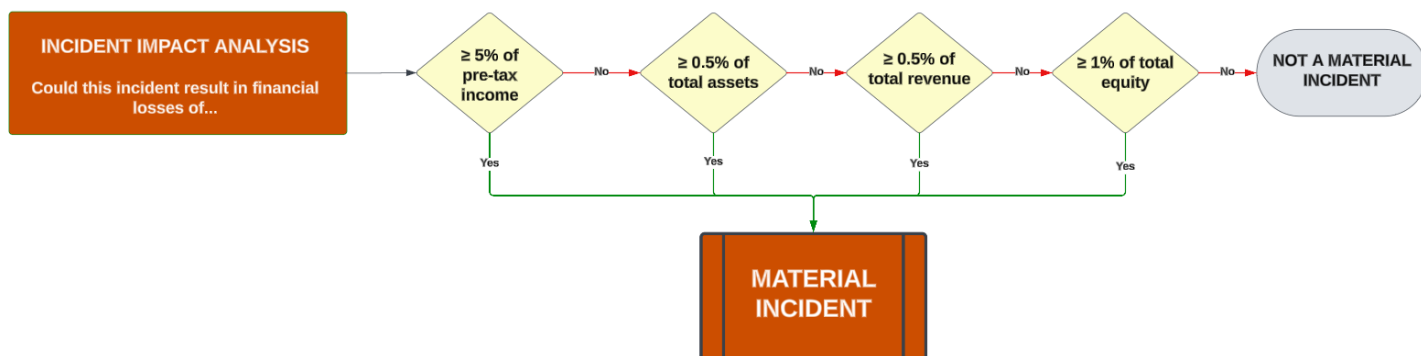 INCIDENT IMPACT ANALYSIS
Could this incident result in financial
losses of...
≥ 5% of
pre-tax
income
No
≥ 0.5% of
total assets
No
≥ 0.5% of
total revenue
No
≥ 1% of total
equity
No
NOT A MATERIAL
INCIDENT
Yes
Yes
Yes
Yes
MATERIAL
INCIDENT